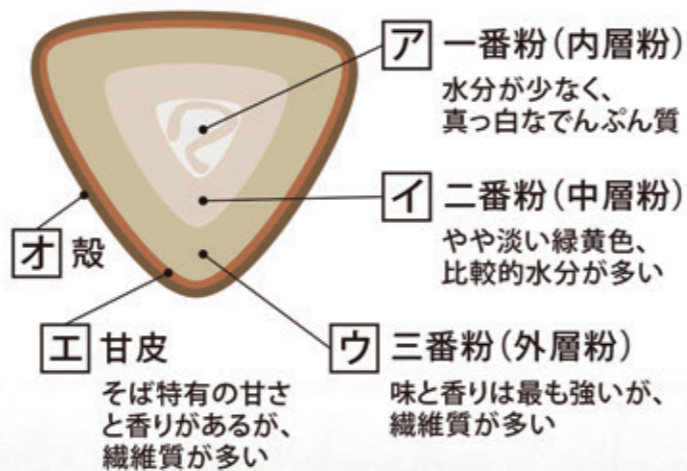 ア 一番粉(内層粉)
水分が少なく、
真っ白なでんぷん質
イ 二番粉(中層粉)
やや淡い緑黄色、
比較的水分が多い
オ 殻
エ 甘皮
そば特有の甘さ
と香りがあるが、
繊維質が多い
ウ 三番粉(外層粉)
味と香りは最も強いが、
繊維質が多い